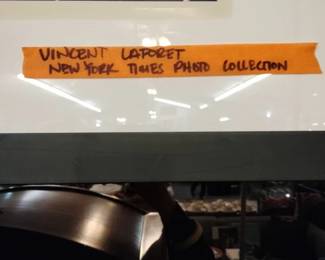 VINCENT LAFORET
NEW YORK TIMES PHOTO COLLECTION